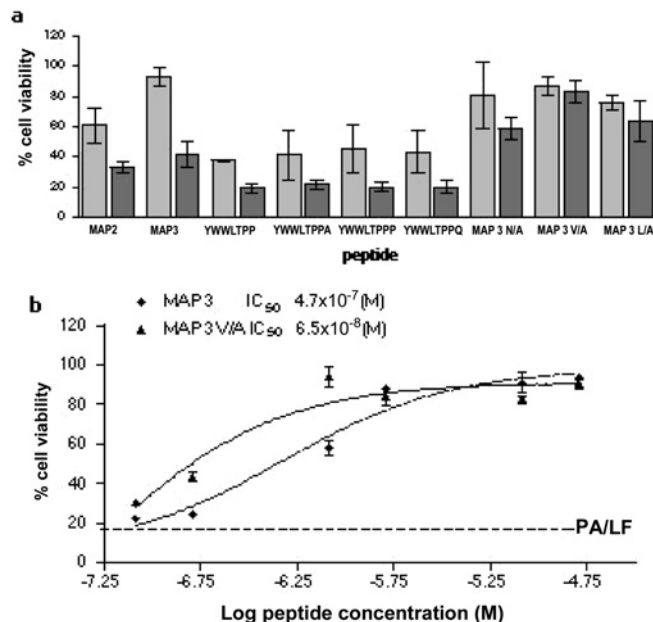 a
120
100
80
60
40
20
0
% cell viability
MAP2 MAP3 YWWLTPP YWWLTPPA YWWLTPPP YWWLTPPQ MAP 3 N/A MAP 3 V/A MAP 3 L/A
peptide
b
MAP3 IC50 4.7x10-7(M)
MAP3 V/A IC50 6.5x10-8(M)
120
100
80
60
40
20
0
% cell viability
PA/LF
-7.25 -6.75 -6.25 -5.75 -5.25 -4.75
Log peptide concentration (M)